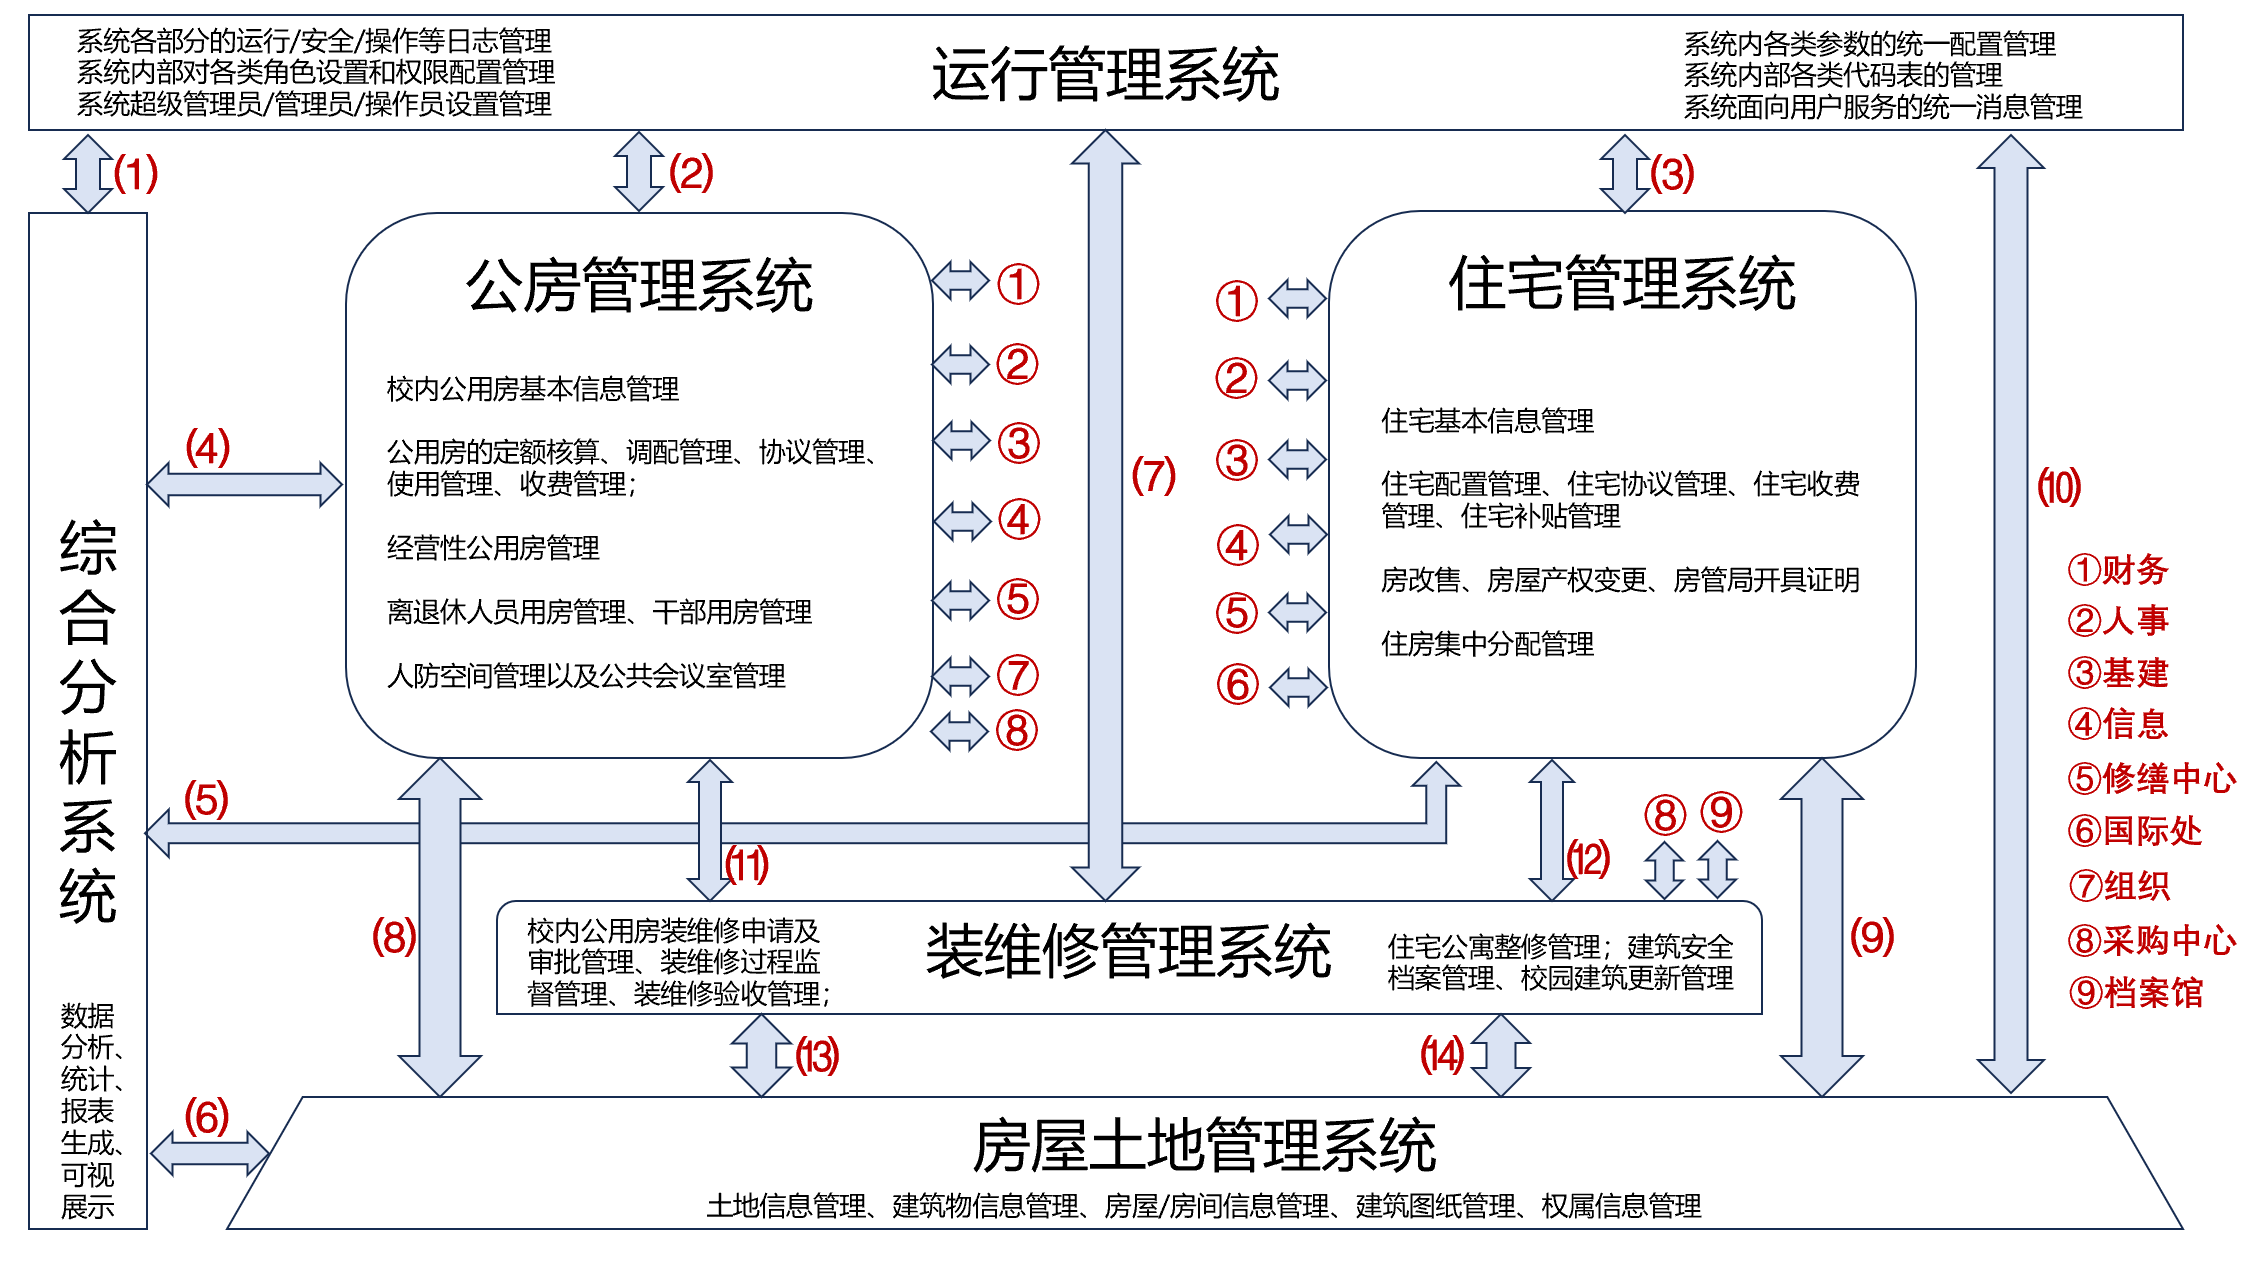 系统各部分的运行/安全/操作等日志管理
系统内部对各类角色设置和权限配置管理
系统超级管理员/管理员/操作员设置管理
运行管理系统
系统内各类参数的统一配置管理
系统内部各类代码表的管理
系统面向用户服务的统一消息管理
(1)
(2)
(7)
(3)
(10)
综合分析系统
数据
分析、
统计、
报表
生成、
可视
展示
(4)
(5)
(6)
公房管理系统
校内公用房基本信息管理
公用房的定额核算、调配管理、协议管理、
使用管理、收费管理；
经营性公用房管理
离退休人员用房管理、干部用房管理
人防空间管理以及公共会议室管理
①
②
③
④
⑤
⑦
⑧
①
②
③
④
⑤
⑥
住宅管理系统
住宅基本信息管理
住宅配置管理、住宅协议管理、住宅收费
管理、住宅补贴管理
房改售、房屋产权变更、房管局开具证明
住房集中分配管理
①财务
②人事
③基建
④信息
⑤修缮中心
⑥国际处
⑦组织
⑧采购中心
⑨档案馆
(8)
(11)
(12)
⑧
⑨
(9)
校内公用房装维修申请及
审批管理、装维修过程监
督管理、装维修验收管理；
装维修管理系统
住宅公寓整修管理；建筑安全
档案管理、校园建筑更新管理
(13)
(14)
房屋土地管理系统
土地信息管理、建筑物信息管理、房屋/房间信息管理、建筑图纸管理、权属信息管理